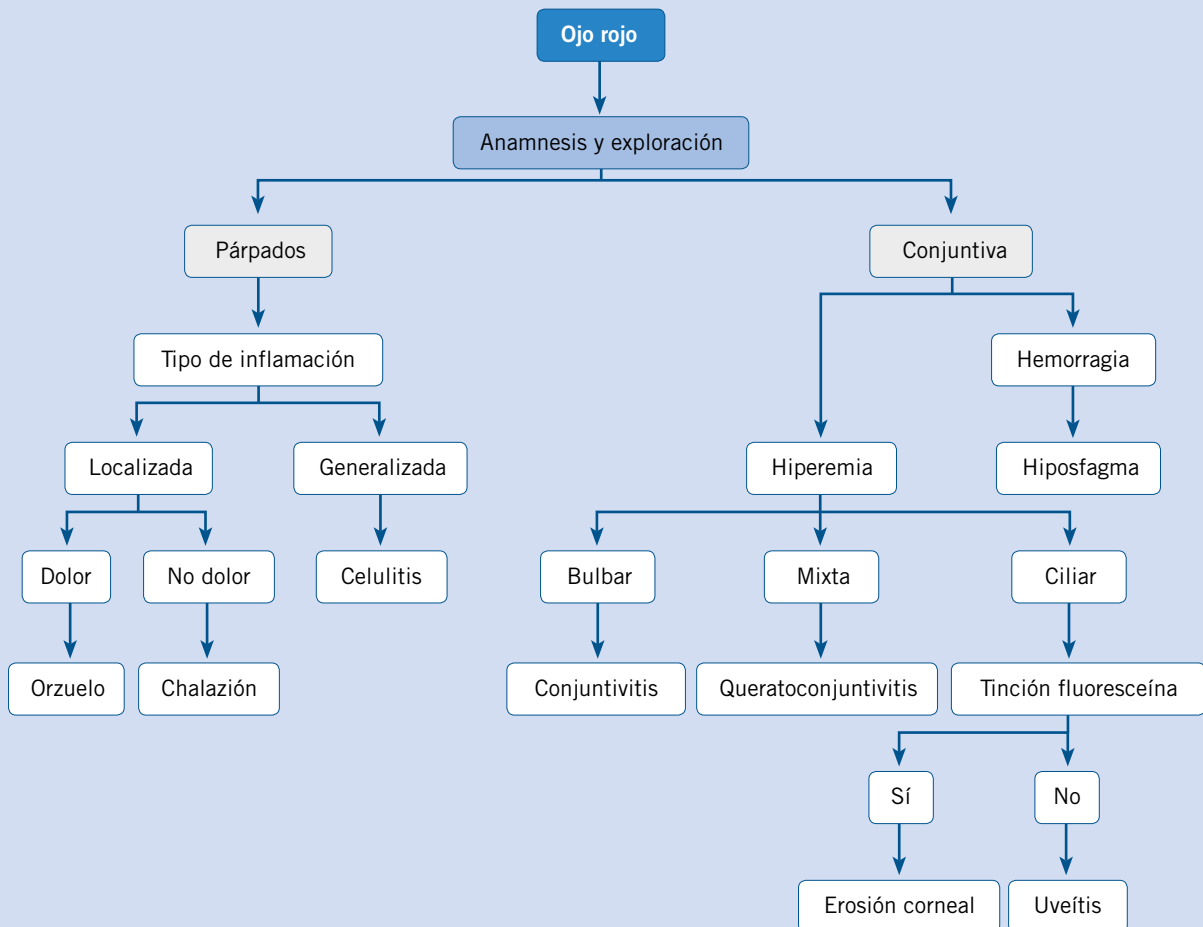 Ojo rojo
Anamnesis y exploración
Párpados
Conjuntiva
Tipo de inflamación
Hemorragia
Localizada
Generalizada
Hiperemia
Hiposfagma
Dolor
No dolor
Celulitis
Bulbar
Mixta
Ciliar
Orzuelo
Chalazión
Conjuntivitis
Queratoconjuntivitis
Tinción fluoresceína
Sí
No
Erosión corneal
Uveítis